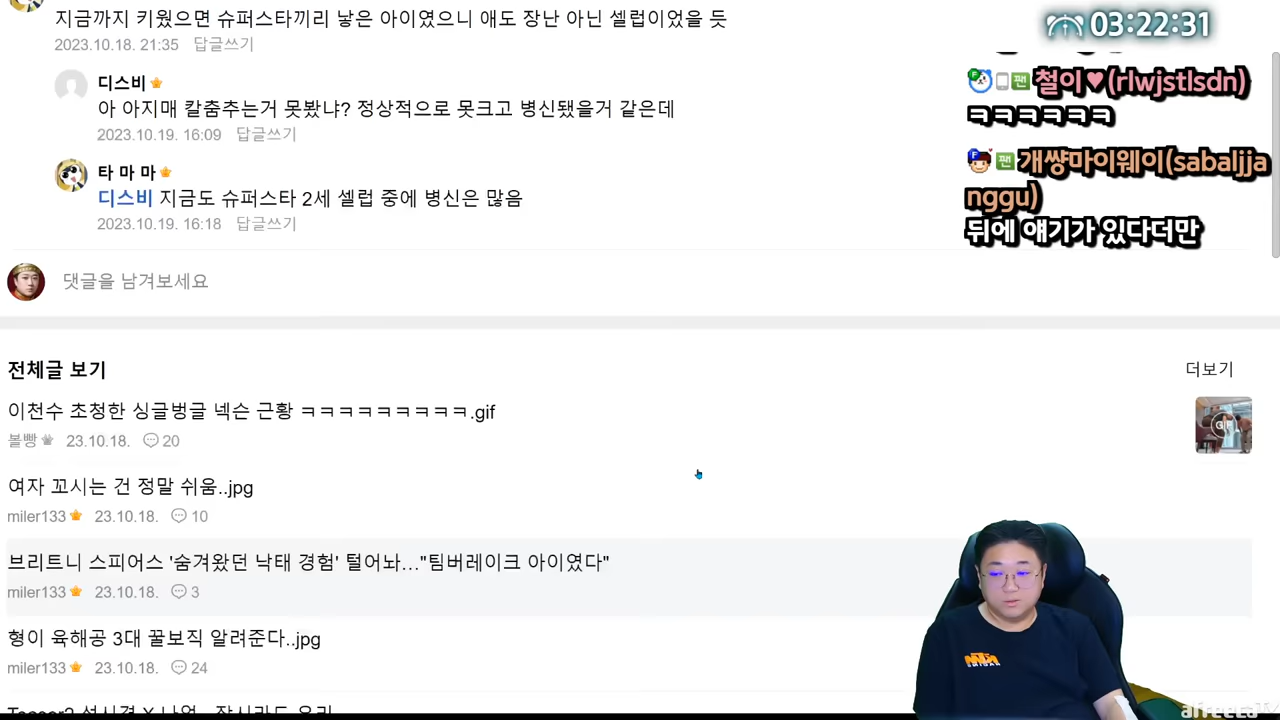 지금까지 키웠으면 슈퍼스타끼리 낳은 아이였으니 애도 장난 아닌 셀럽이었을 듯
2023.10.18. 21:35 답글쓰기
디스비
아 아지매 칼춤추는거 못봤냐? 정상적으로 못크고 병신됐을거 같은데
2023.10.19. 16:09 답글쓰기
타 마 마
디스비 지금도 슈퍼스타 2세 셀럽 중에 병신은 많음
2023.10.19. 16:18 답글쓰기
댓글을 남겨보세요
전체글 보기
더보기
이천수 초청한 싱글벙글 넥슨 근황 ㅋㅋㅋㅋㅋㅋㅋㅋㅋ.gif
볼빵 23.10.18. 20
여자 꼬시는 건 정말 쉬움..jpg
miler133 23.10.18. 10
브리트니 스피어스 '숨겨왔던 낙태 경험' 털어놔..."팀버레이크 아이였다"
miler133 23.10.18. 3
형이 육해공 3대 꿀보직 알려준다..jpg
miler133 23.10.18. 24
03:22:31
팬 철이♥(rlwjstlsdn)
ㅋㅋㅋㅋㅋㅋ
팬 개썅마이웨이(sabaljja
nggu)
뒤에 얘기가 있다더만
afreecaTV